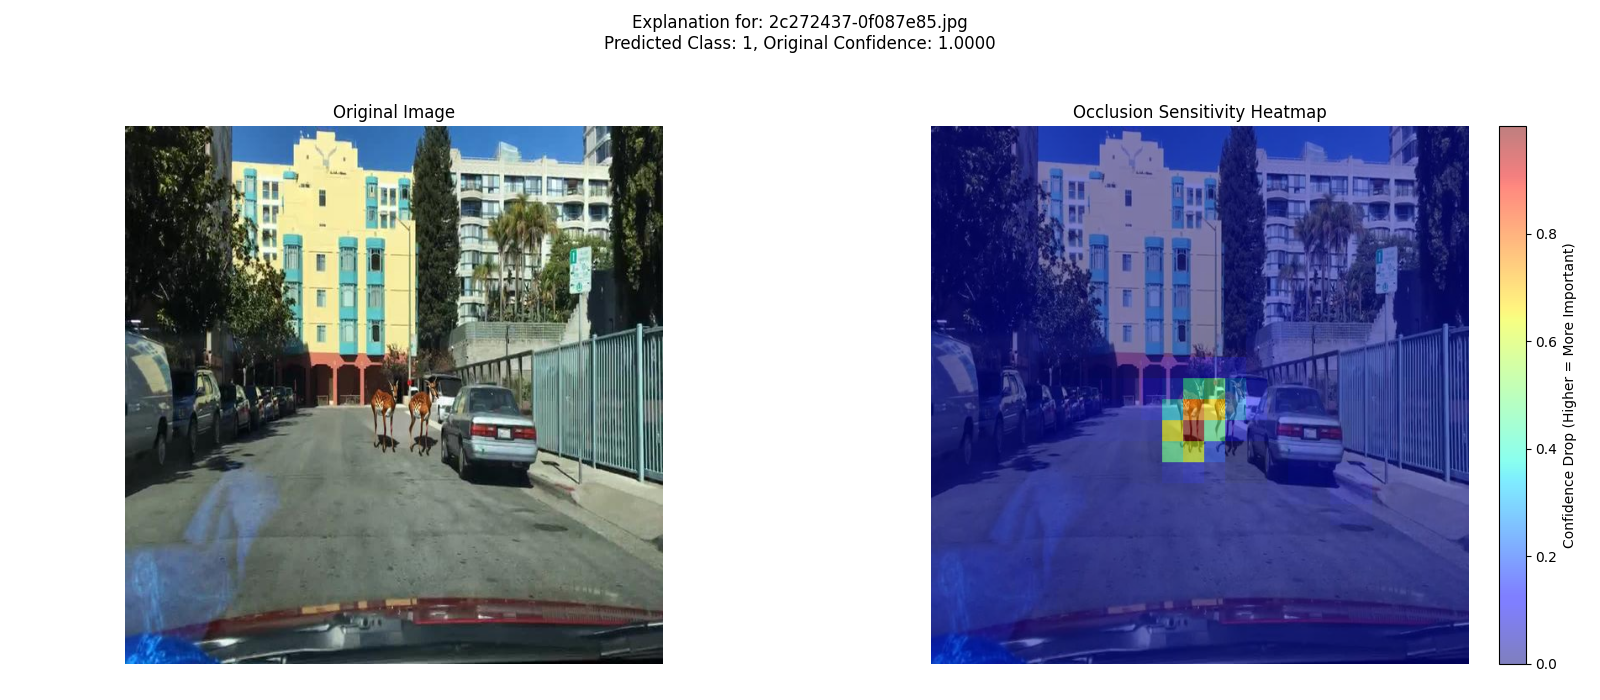 Explanation for: 2c272437-0f087e85.jpg
Predicted Class: 1, Original Confidence: 1.0000
Original Image
Occlusion Sensitivity Heatmap
0.8
0.6
0.4
0.2
0.0
Confidence Drop (Higher = More Important)